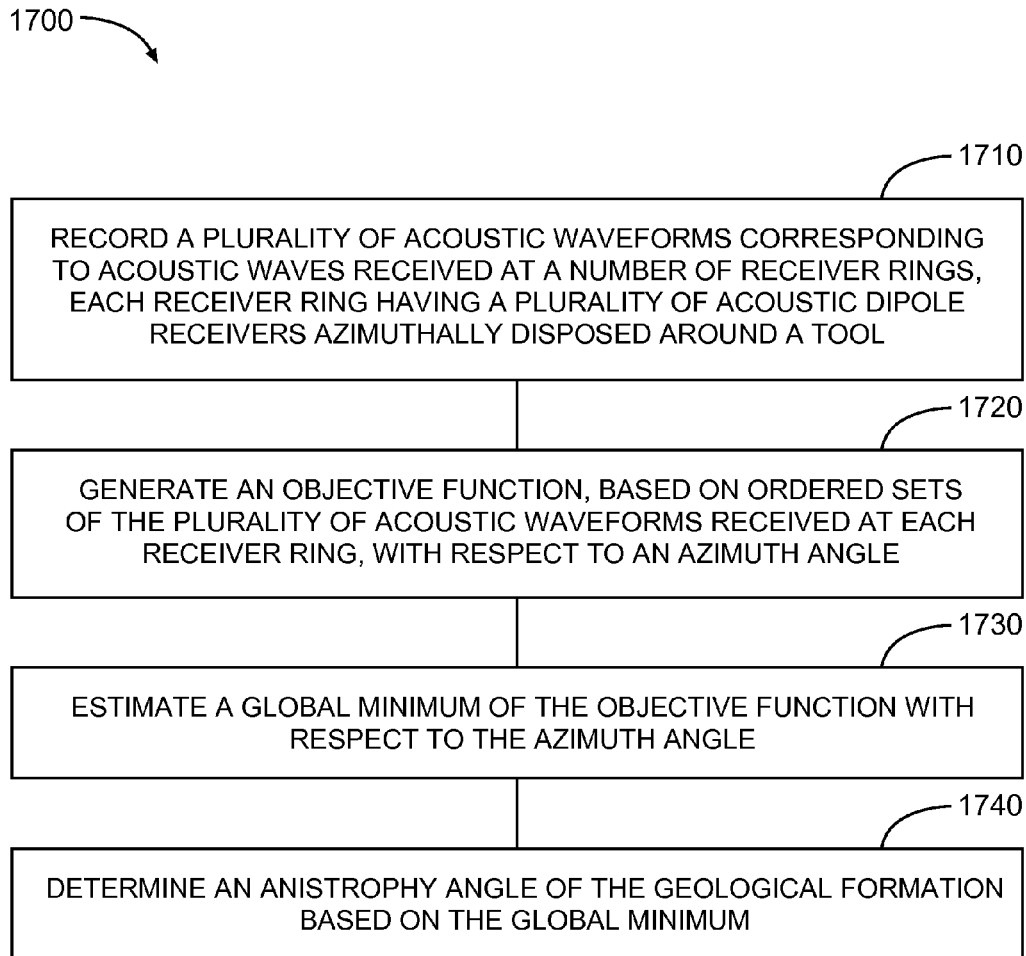 1700
1710
RECORD A PLURALITY OF ACOUSTIC WAVEFORMS CORRESPONDING
TO ACOUSTIC WAVES RECEIVED AT A NUMBER OF RECEIVER RINGS,
EACH RECEIVER RING HAVING A PLURALITY OF ACOUSTIC DIPOLE
RECEIVERS AZIMUTHALLY DISPOSED AROUND A TOOL
1720
GENERATE AN OBJECTIVE FUNCTION, BASED ON ORDERED SETS
OF THE PLURALITY OF ACOUSTIC WAVEFORMS RECEIVED AT EACH
RECEIVER RING, WITH RESPECT TO AN AZIMUTH ANGLE
1730
ESTIMATE A GLOBAL MINIMUM OF THE OBJECTIVE FUNCTION WITH
RESPECT TO THE AZIMUTH ANGLE
1740
DETERMINE AN ANISTROPHY ANGLE OF THE GEOLOGICAL FORMATION
BASED ON THE GLOBAL MINIMUM